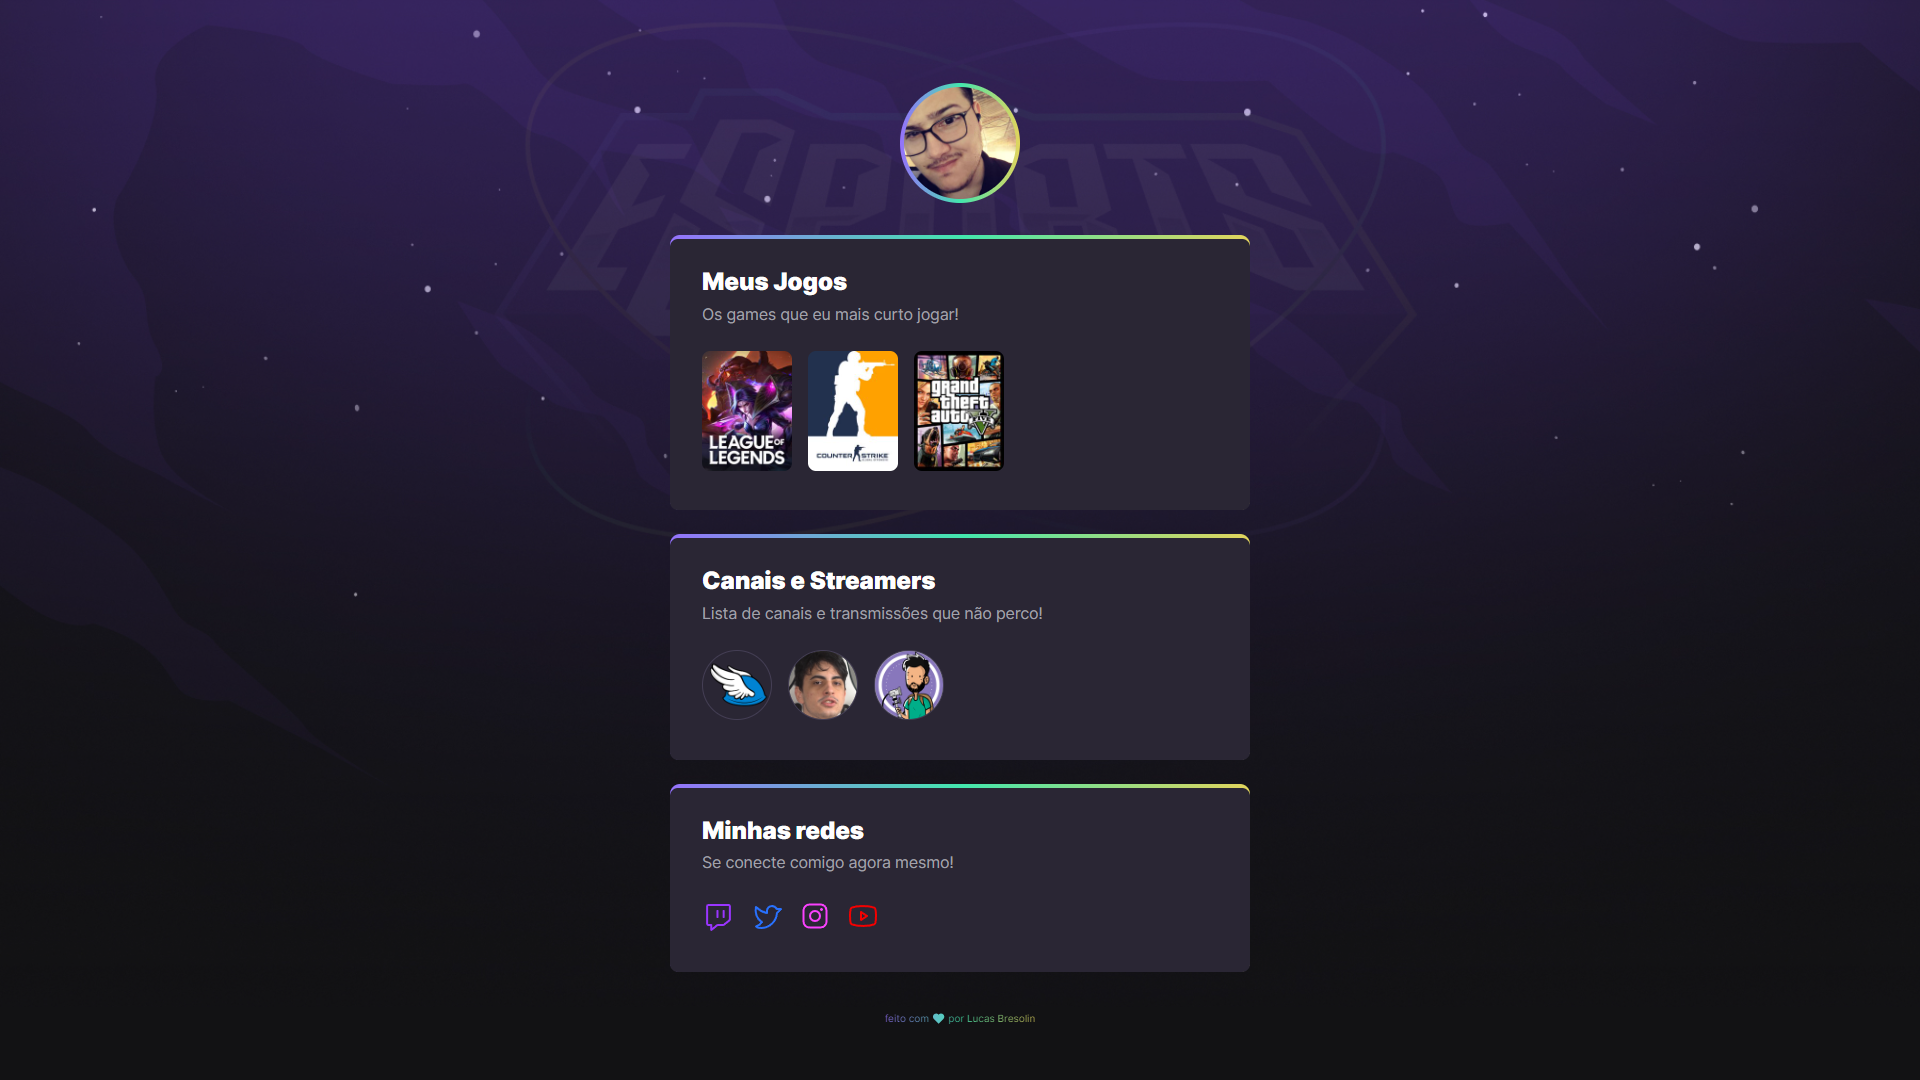 ESPORTS
Meus Jogos
Os games que eu mais curto jogar!
LEAGUE OF
LEGENDS
COUNTER STRIKE
grand
theft
auto
FIVE
Canais e Streamers
Lista de canais e transmissões que não perco!
Minhas redes
Se conecte comigo agora mesmo!
feito com 💙 por Lucas Bresolin